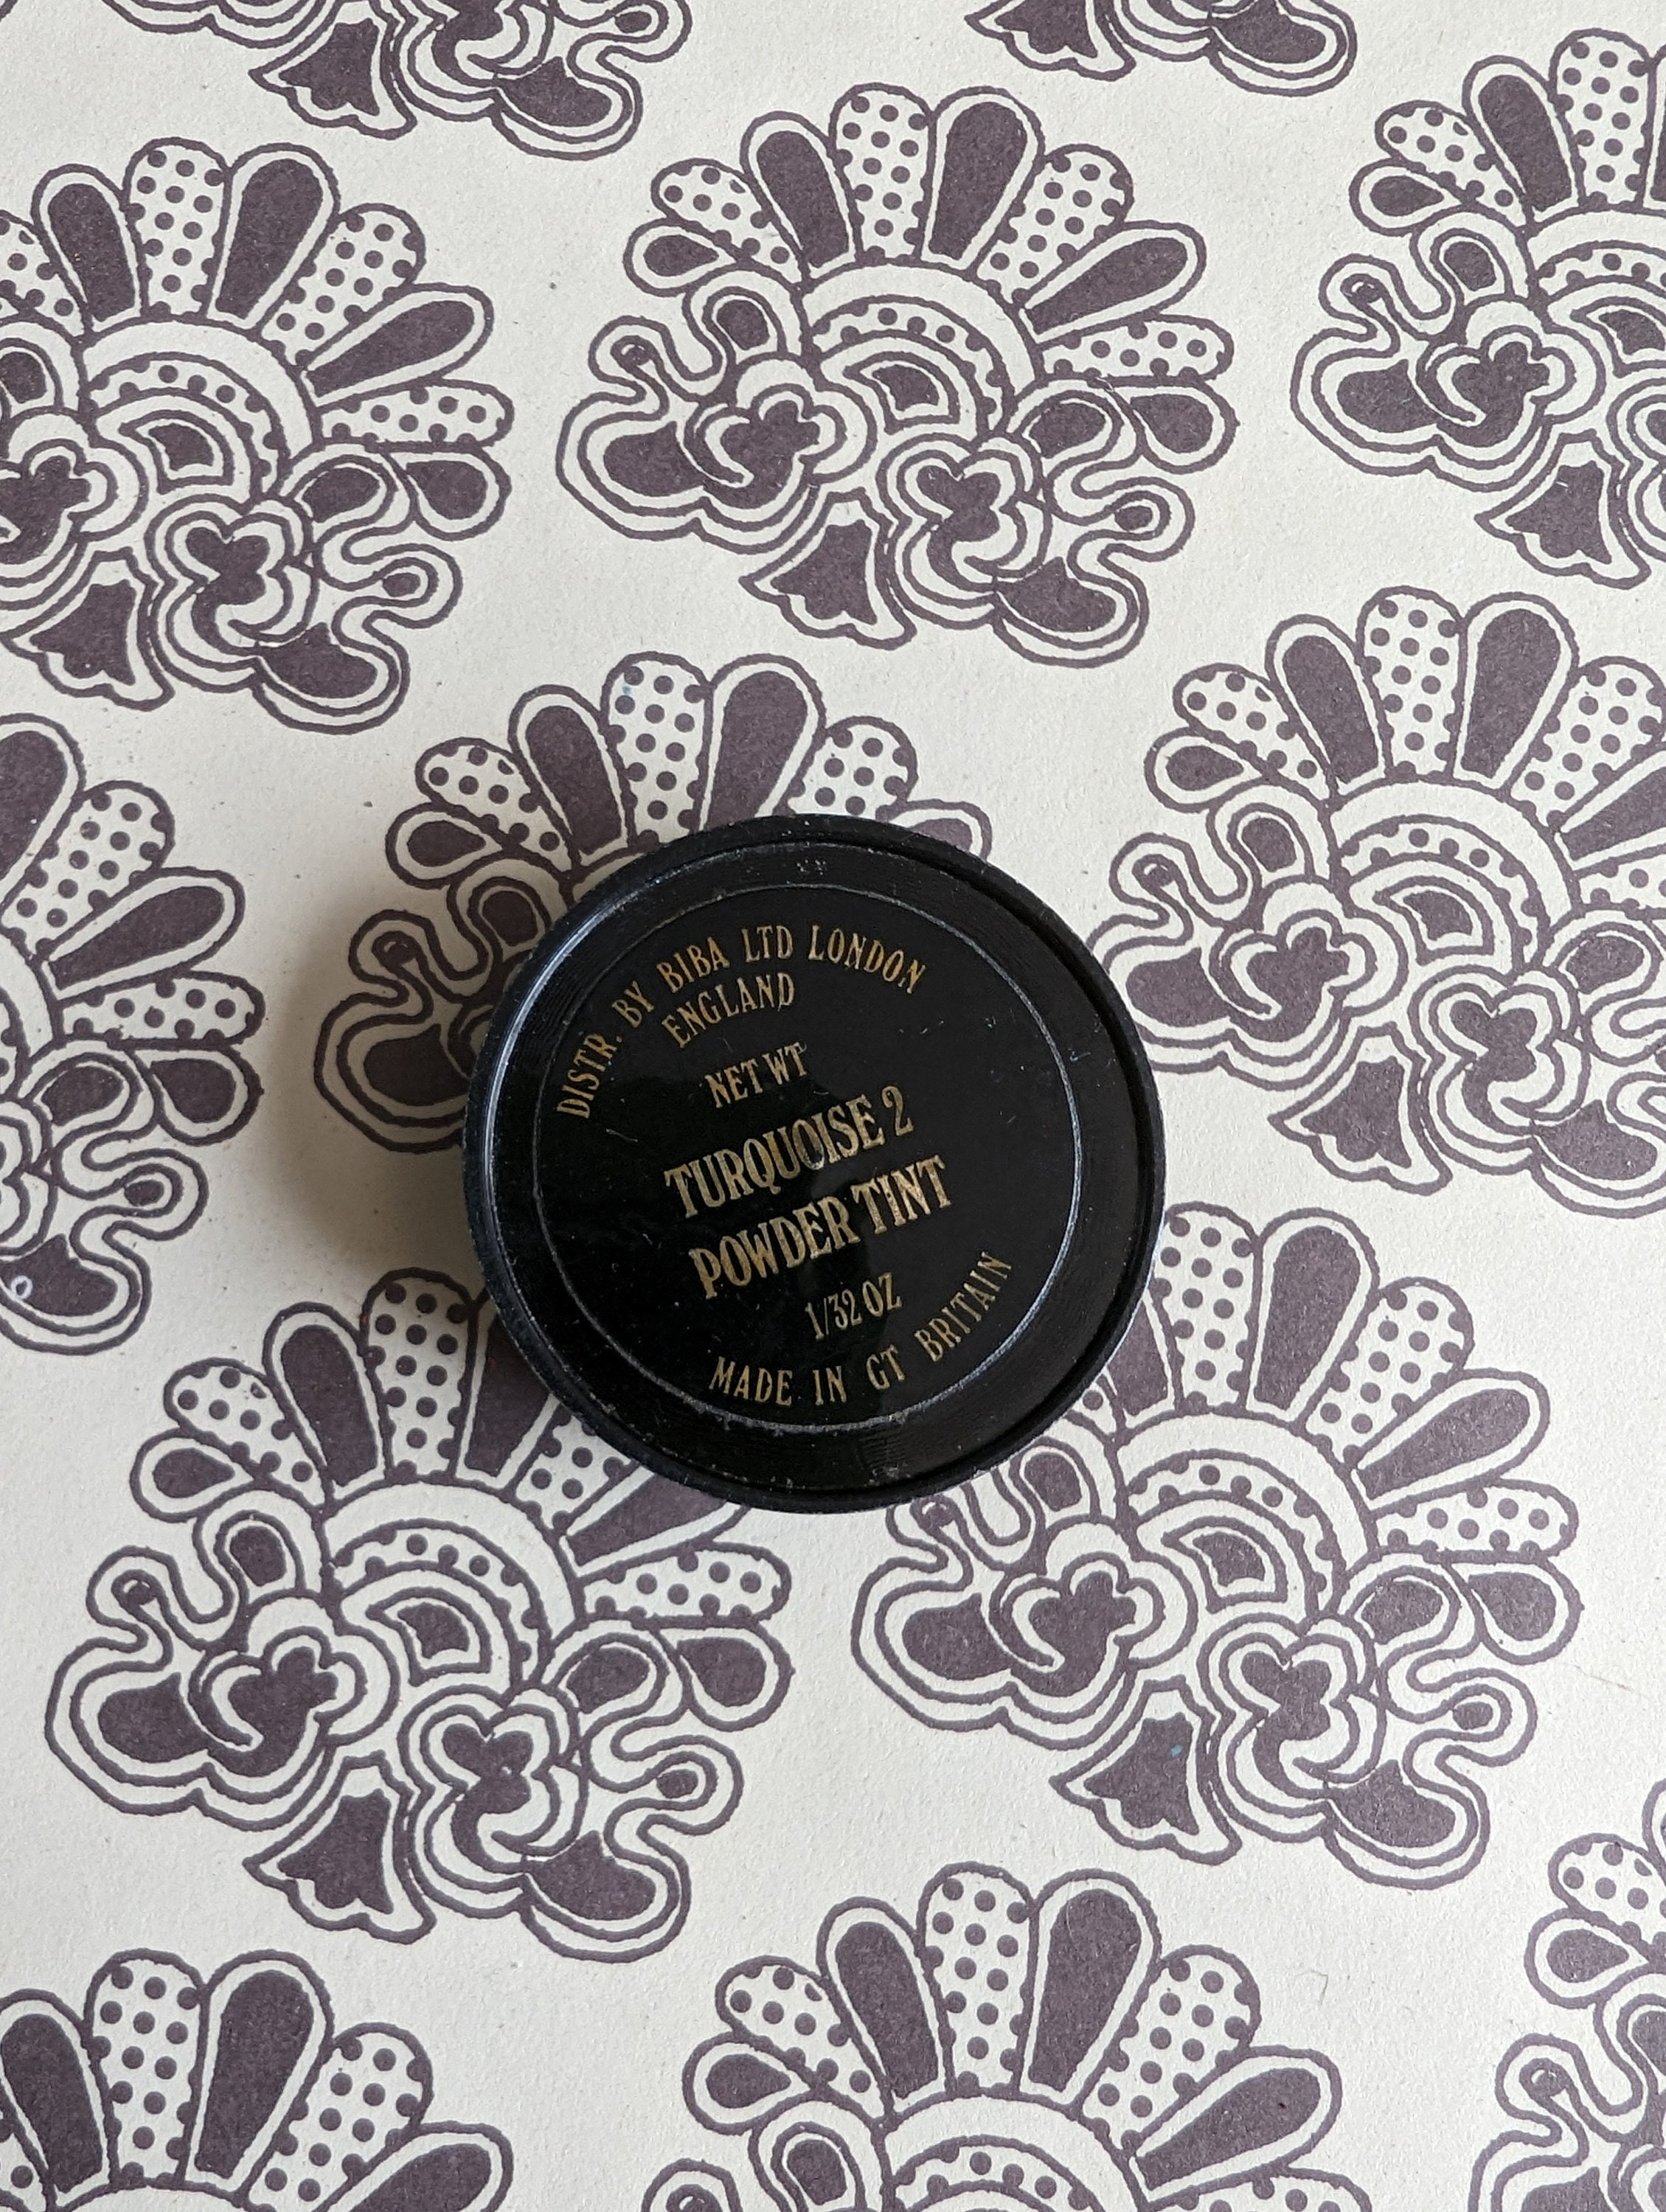 DISTR. BY BIBA LTD LONDON
ENGLAND
NET WT
TURQUOISE 2
POWDER TINT
1/32 OZ
MADE IN GT BRITAIN